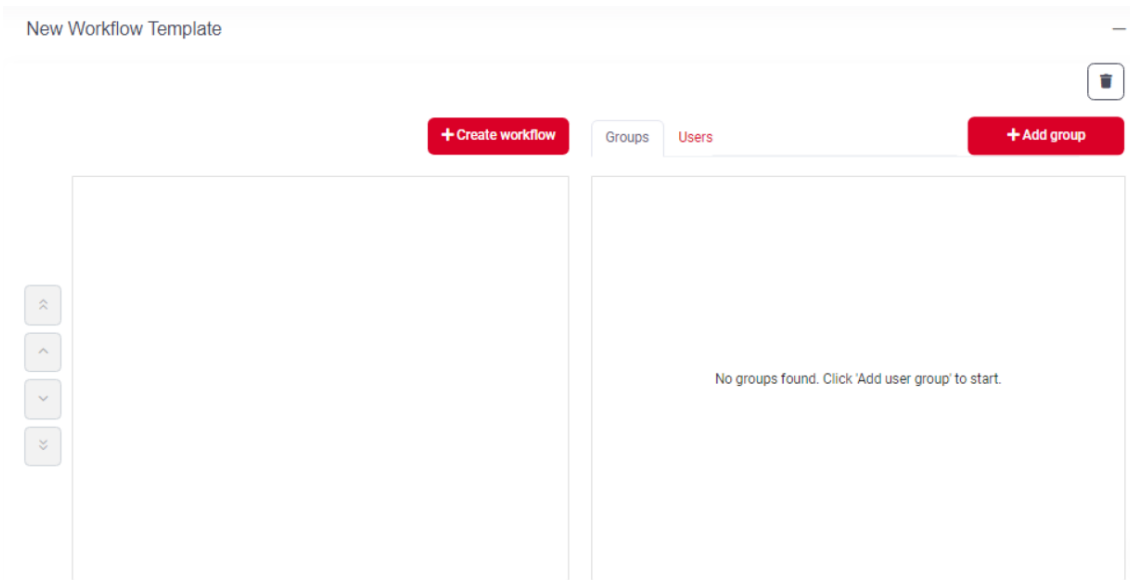 New Workflow Template
+ Create workflow
Groups
Users
+ Add group
No groups found. Click 'Add user group' to start.